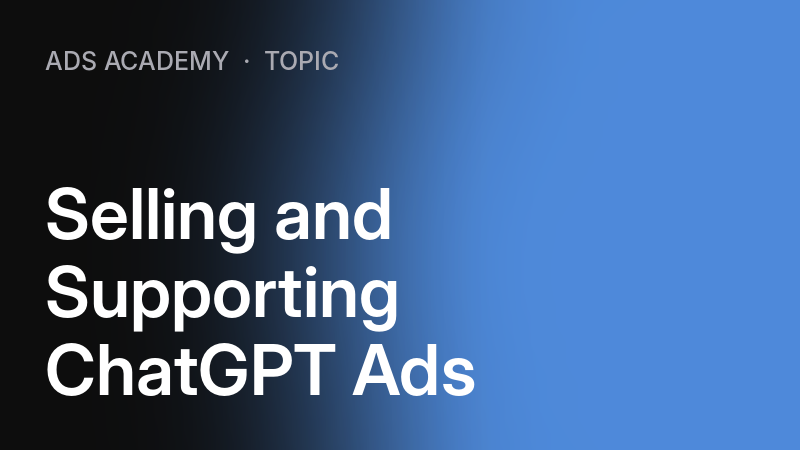 ADS ACADEMY · TOPIC
Selling and
Supporting
ChatGPT Ads